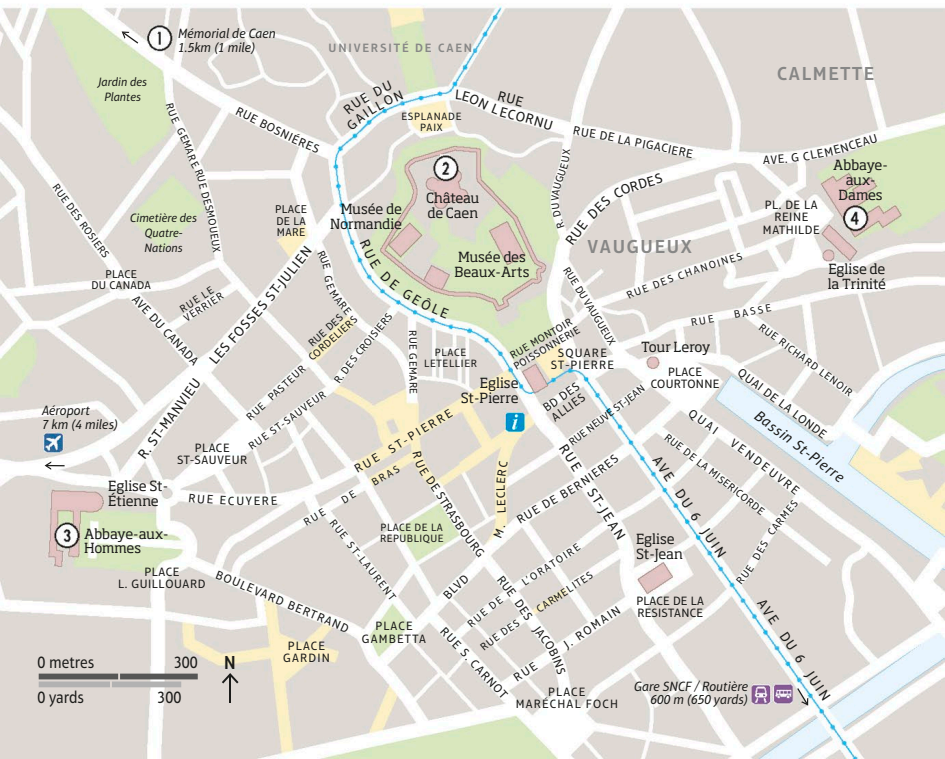 1
Mémorial de Caen
1.5km (1 mile)
UNIVERSITÉ DE CAEN
CALMETTE
Jardin des
Plantes
RUE DU
GAILLON
RUE
LEON LECORNU
ESPLANADE
PAIX
RUE BOSNIÉRES
RUE GEMARE
RUE DESMOUEUX
RUE DE LA PIGACIERE
AVE. G CLEMENCEAU
R. DU VAUGUEUX
RUE DES CORDES
2
Château
de Caen
Abbaye-
aux-
Dames
4
PL. DE LA
REINE
MATHILDE
RUE DES ROSIERS
Cimetière des
Quatre-
Nations
PLACE
DE LA
MARE
Musée de
Normandie
Musée des
Beaux-Arts
VAUGUEUX
Eglise de
la Trinité
RUE DES CHANOINES
PLACE
DU CANADA
RUE LE
VERRIER
AVE DU CANADA
LES FOSSES ST-JULIEN
RUE GEMARE
RUE DE GEÔLE
RUE DU VAUGUEUX
RUE BASSE
RUE RICHARD LENOIR
RUE DES
CORDELIERS
R. DES CROISIERS
RUE GEMARE
PLACE
LETELLIER
RUE MONTOIR
POISSONNERIE
SQUARE
ST-PIERRE
Tour Leroy
PLACE
COURTONNE
QUAI DE LA LONDE
Eglise
St-Pierre
BD DES
ALLIES
RUE PASTEUR
RUE ST-SAUVEUR
R. ST-MANVIEU
Aéroport
7 km (4 miles)
i
RUE NEUVE ST-JEAN
Bassin St-Pierre
QUAI VENDEUVRE
PLACE
ST-SAUVEUR
RUE ST-PIERRE
RUE DE LA MISERICORDE
Eglise St-
Étienne
RUE ECUYERE
RUE DE BRAS
RUE DE STRASBOURG
M. LECLERC
RUE DE BERNIERES
RUE ST-JEAN
AVE DU 6 JUIN
RUE DES CARMES
3
Abbaye-aux-
Hommes
PLACE
L. GUILLOUARD
RUE ST-LAURENT
PLACE DE LA
REPUBLIQUE
Eglise
St-Jean
PLACE DE LA
RESISTANCE
BOULEVARD BERTRAND
BLVD
RUE DE L'ORATOIRE
RUE DES CARMELITES
RUE DES JACOBINS
RUE J. ROMAIN
PLACE
GAMBETTA
PLACE
GARDIN
RUE S. CARNOT
AVE DU 6 JUIN
0 metres 300
0 yards 300
N
PLACE
MARÉCHAL FOCH
Gare SNCF / Routière
600 m (650 yards)